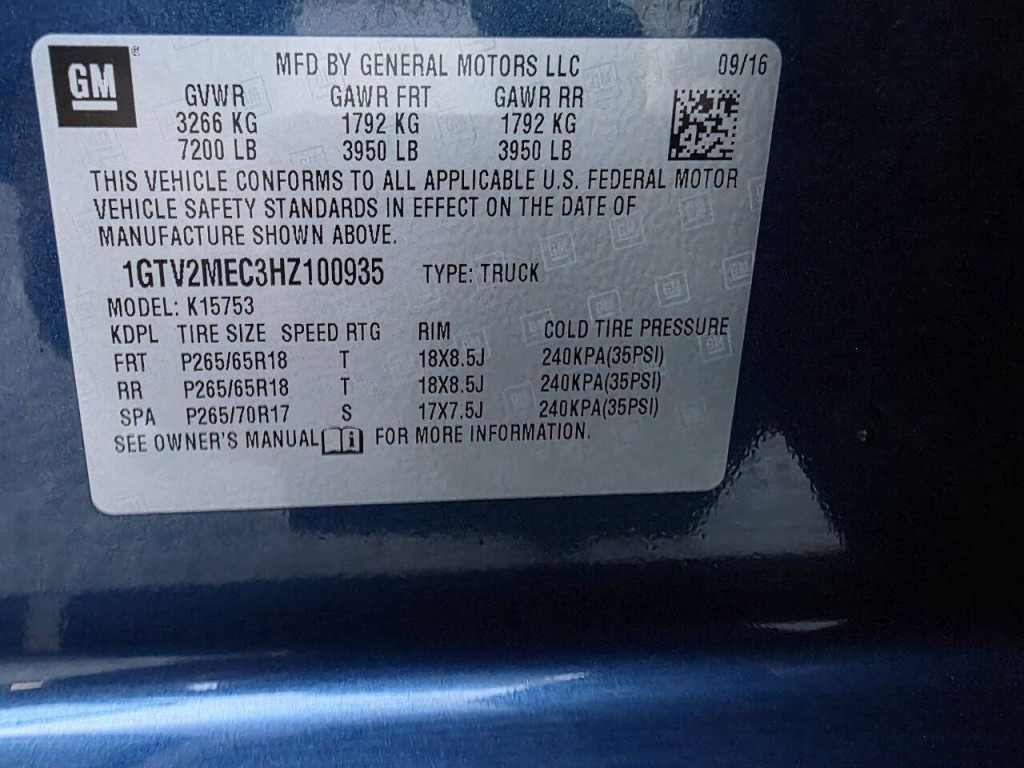 GM
MFD BY GENERAL MOTORS LLC 09/16
GVWR GAWR FRT GAWR RR
3266 KG 1792 KG 1792 KG
7200 LB 3950 LB 3950 LB
THIS VEHICLE CONFORMS TO ALL APPLICABLE U.S. FEDERAL MOTOR
VEHICLE SAFETY STANDARDS IN EFFECT ON THE DATE OF
MANUFACTURE SHOWN ABOVE.
1GTV2MEC3HZ100935 TYPE: TRUCK
MODEL: K15753
KDPL TIRE SIZE SPEED RTG RIM COLD TIRE PRESSURE
FRT P265/65R18 T 18X8.5J 240KPA(35PSI)
RR P265/65R18 T 18X8.5J 240KPA(35PSI)
SPA P265/70R17 S 17X7.5J 240KPA(35PSI)
SEE OWNER'S MANUAL FOR MORE INFORMATION.